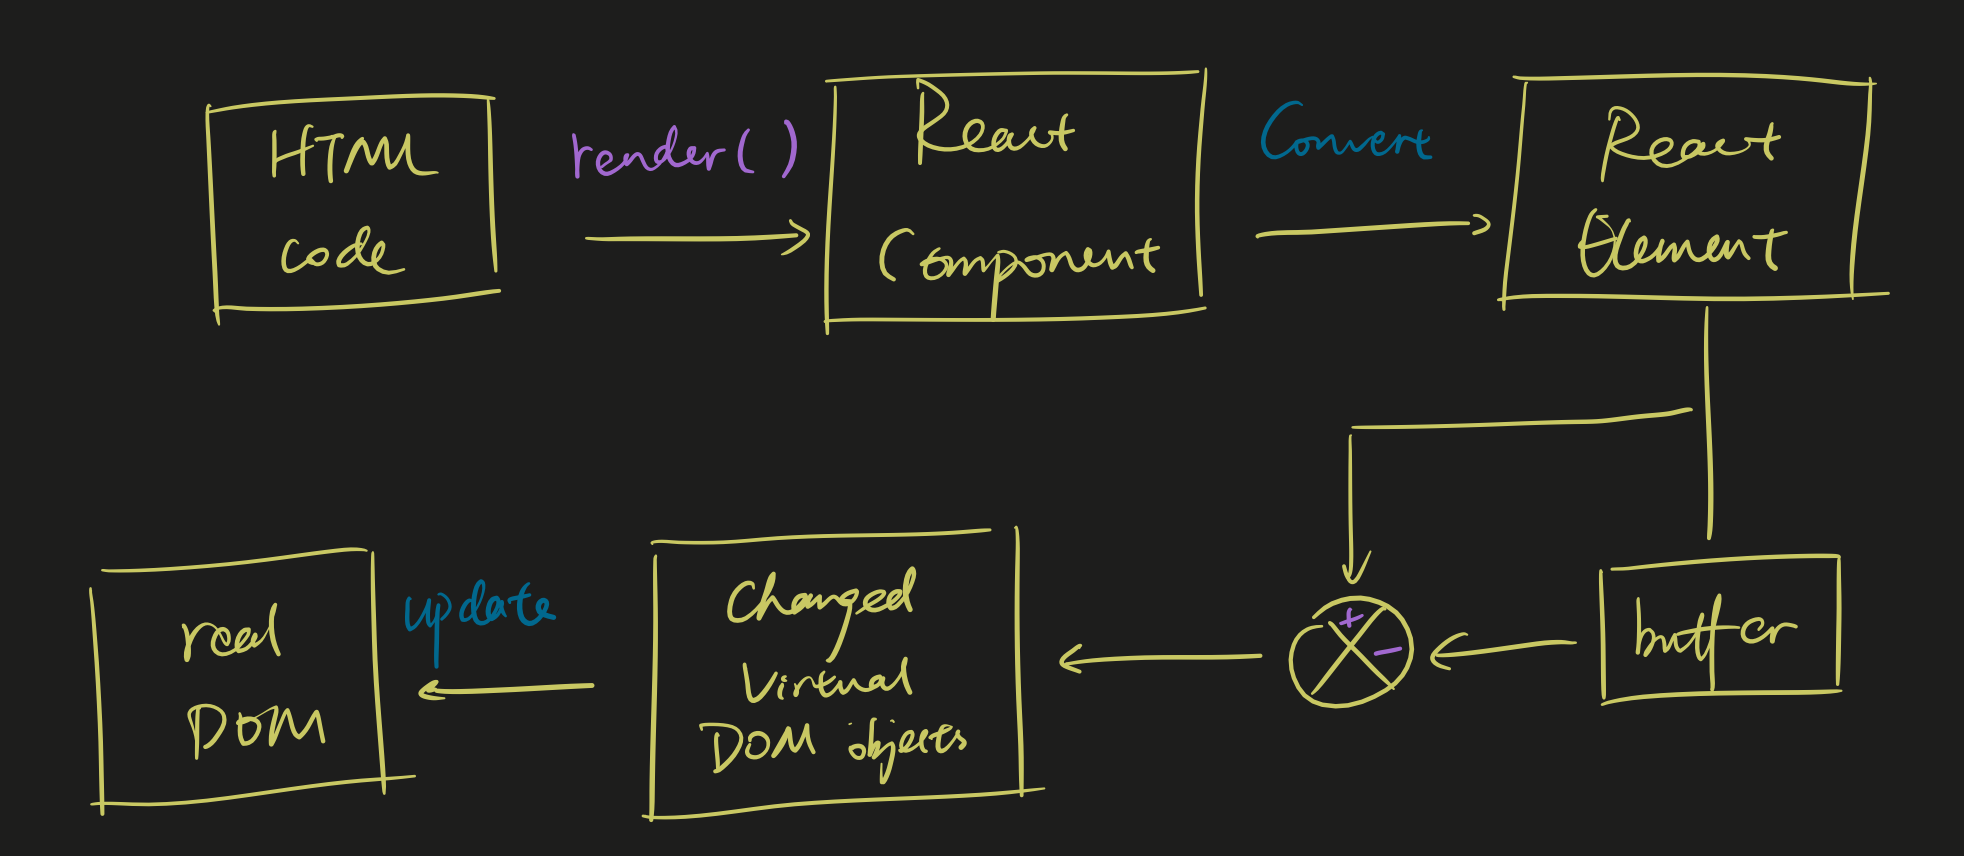 HTML
code
render()
React
Component
Convert
React
Element
real
DOM
update
Changed
Virtual
DOM objects
+
-
buffer